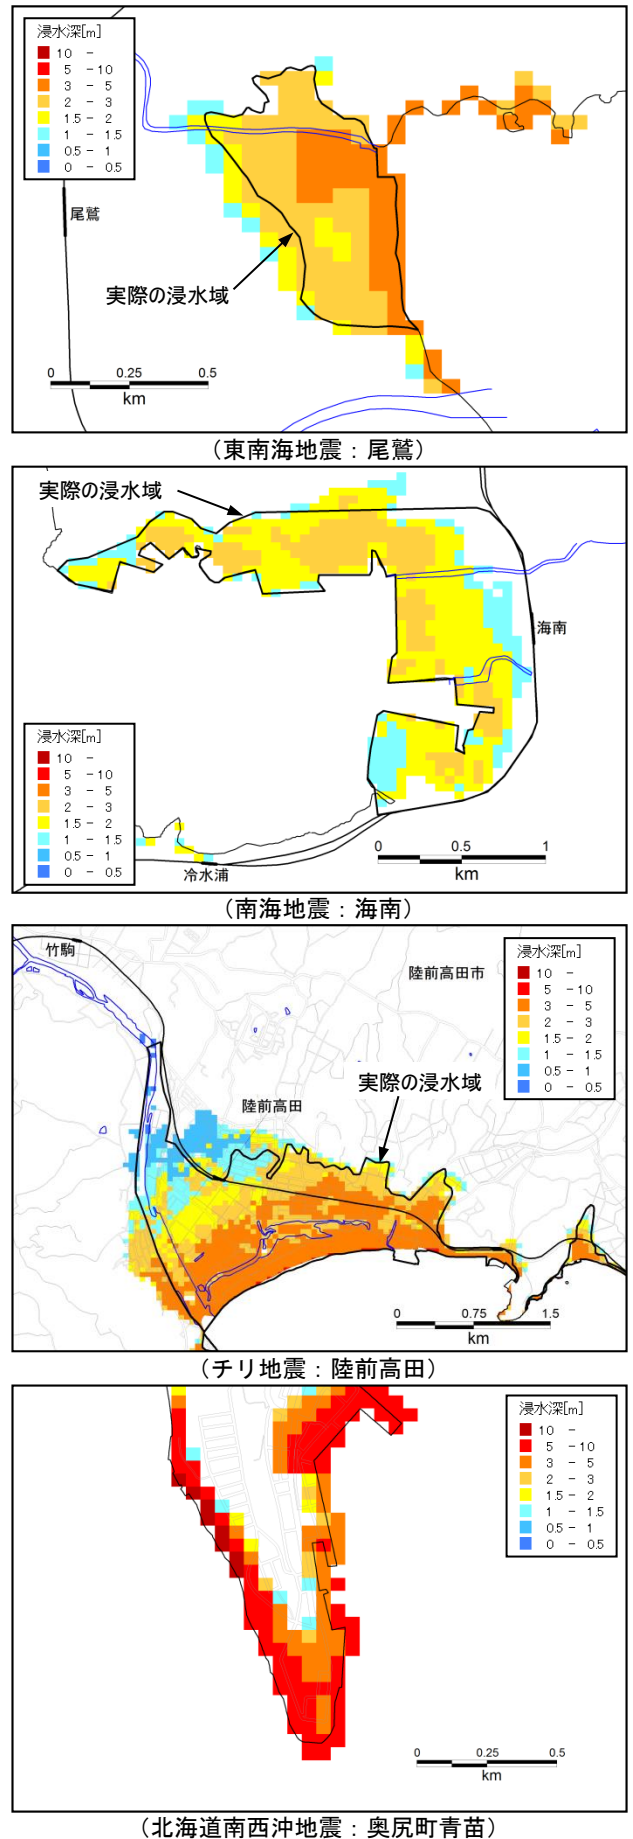 浸水深[m]
10 -
5 - 10
3 - 5
2 - 3
1.5 - 2
1 - 1.5
0.5 - 1
0 - 0.5
尾鷲
実際の浸水域
0 0.25 0.5
km
（東南海地震：尾鷲）
実際の浸水域
海南
浸水深[m]
10 -
5 - 10
3 - 5
2 - 3
1.5 - 2
1 - 1.5
0.5 - 1
0 - 0.5
冷水浦
0 0.5 1
km
（南海地震：海南）
竹駒
陸前高田市
浸水深[m]
10 -
5 - 10
3 - 5
2 - 3
1.5 - 2
1 - 1.5
0.5 - 1
0 - 0.5
実際の浸水域
陸前高田
0 0.75 1.5
km
（チリ地震：陸前高田）
浸水深[m]
10 -
5 - 10
3 - 5
2 - 3
1.5 - 2
1 - 1.5
0.5 - 1
0 - 0.5
0 0.25 0.5
km
（北海道南西沖地震：奥尻町青苗）